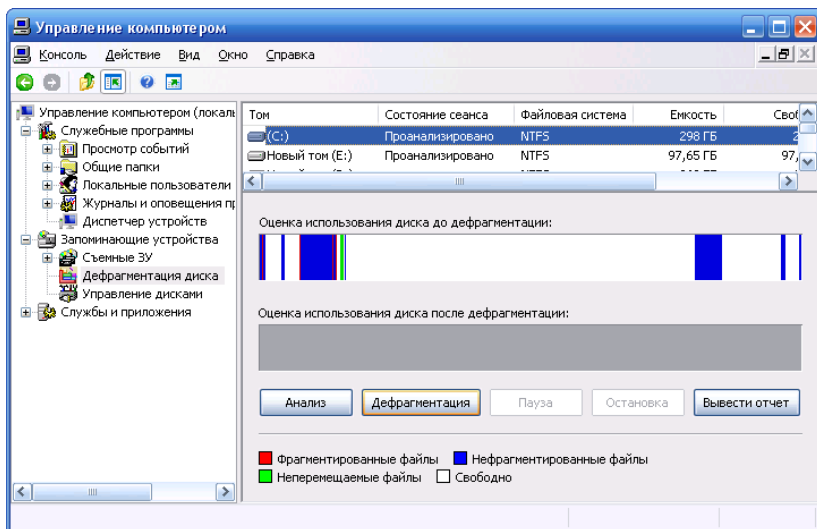 Управление компьютером
Консоль Действие Вид Окно Справка
Управление компьютером (локаль
Служебные программы
Просмотр событий
Общие папки
Локальные пользователи
Журналы и оповещения пр
Диспетчер устройств
Запоминающие устройства
Съемные ЗУ
Дефрагментация диска
Управление дисками
Службы и приложения
Том Состояние сеанса Файловая система Емкость Своб
(C:) Проанализировано NTFS 298 ГБ 2
Новый том (E:) Проанализировано NTFS 97,65 ГБ 97,
Оценка использования диска до дефрагментации:
Оценка использования диска после дефрагментации:
Анализ Дефрагментация Пауза Остановка Вывести отчет
Фрагментированные файлы Нефрагментированные файлы
Неперемещаемые файлы Свободно